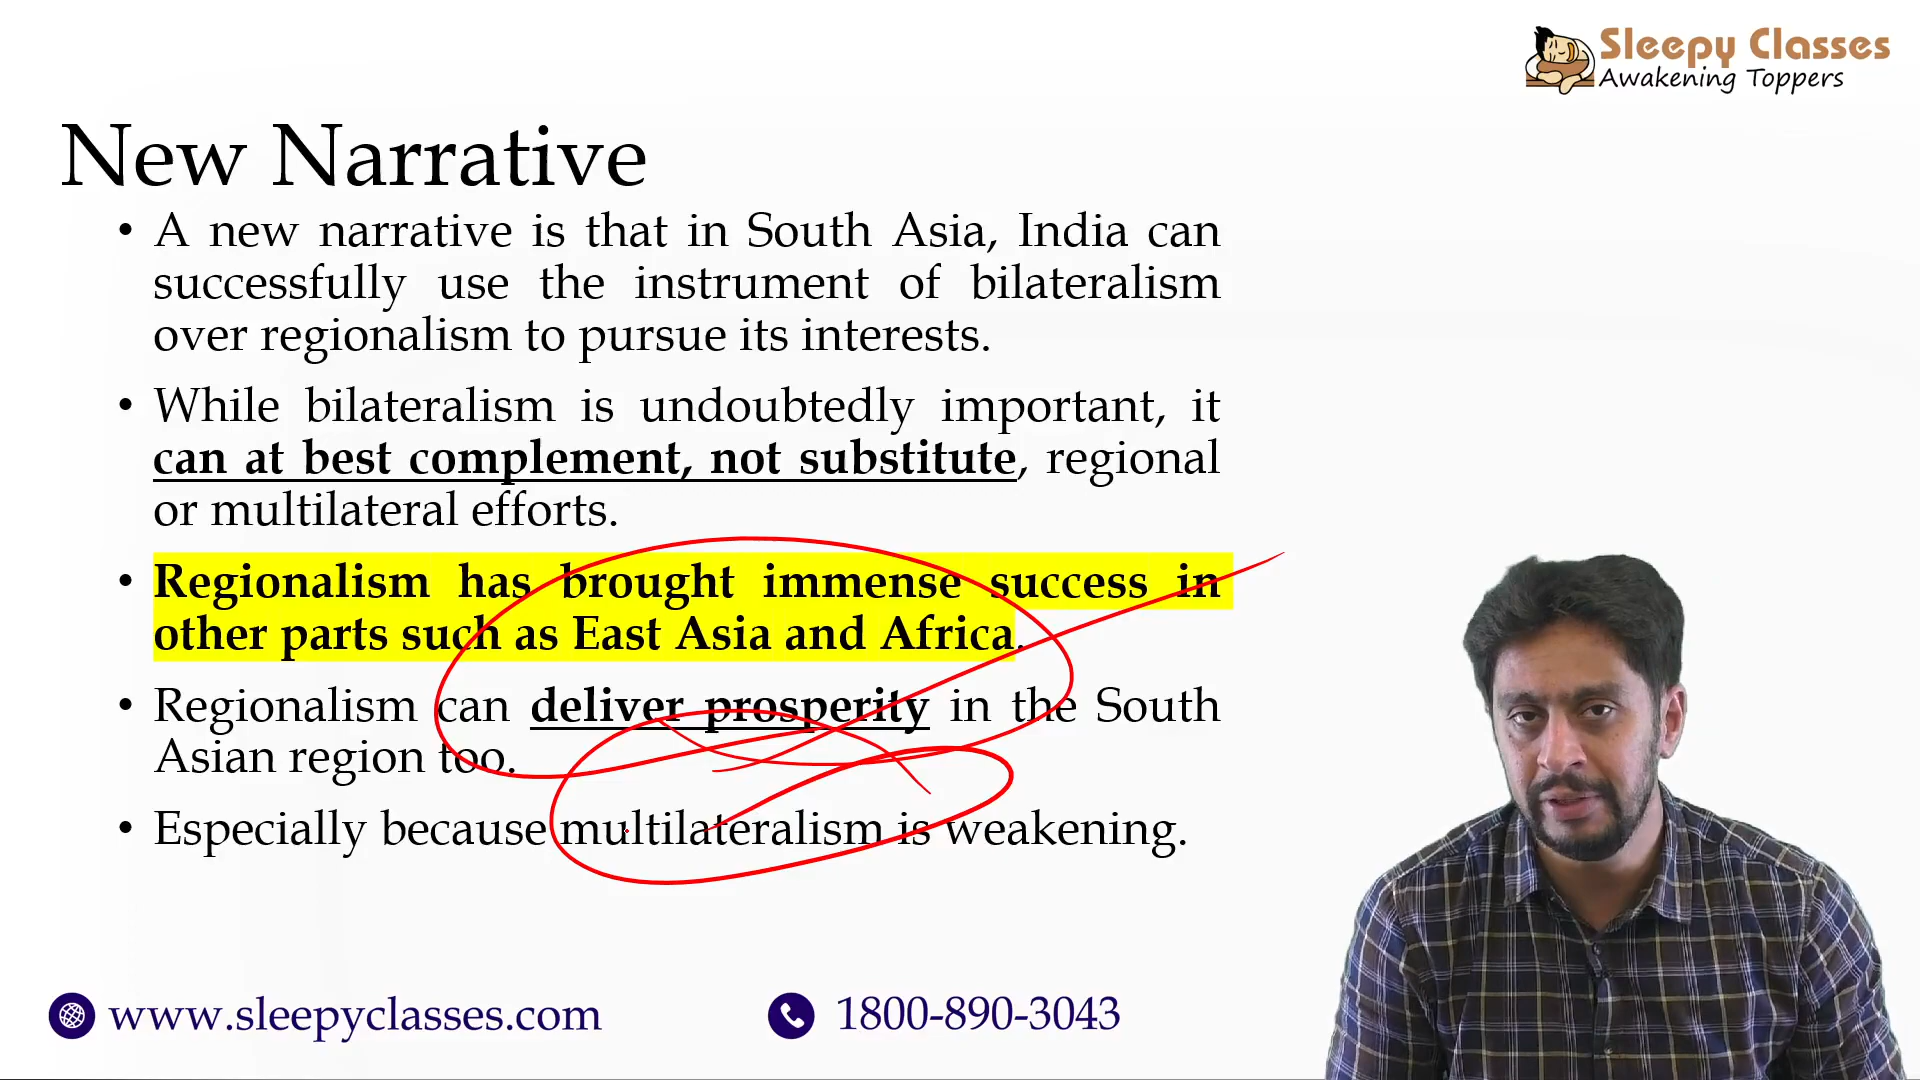 Sleepy Classes
Awakening Toppers
New Narrative
• A new narrative is that in South Asia, India can
successfully use the instrument of bilateralism
over regionalism to pursue its interests.
• While bilateralism is undoubtedly important, it
can at best complement, not substitute, regional
or multilateral efforts.
• Regionalism has brought immense success in
other parts such as East Asia and Africa.
• Regionalism can deliver prosperity in the South
Asian region too.
• Especially because multilateralism is weakening.
www.sleepyclasses.com
1800-890-3043